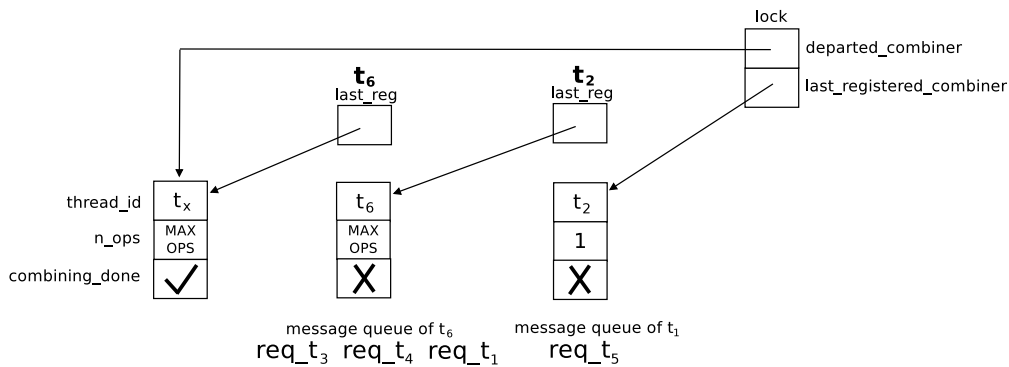 lock
departed_combiner
last_registered_combiner
t6
last_reg
t2
last_reg
thread_id
tx
t6
t2
n_ops
MAX OPS
MAX OPS
1
combining_done
✓
X
X
message queue of t6
req_t3 req_t4 req_t1
message queue of t1
req_t5